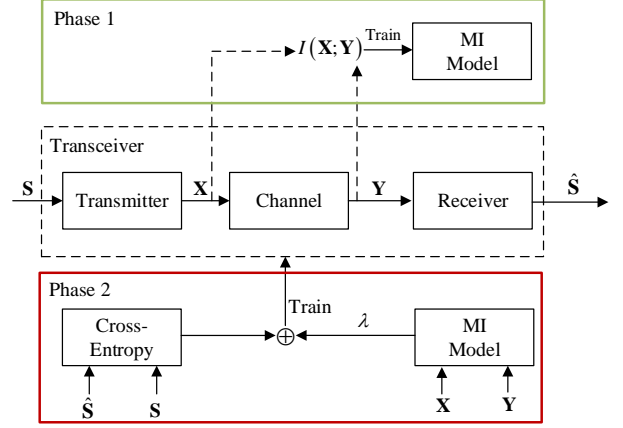 Phase 1
I(X;Y)
Train
MI
Model
Transceiver
S
Transmitter
X
Channel
Y
Receiver
Ŝ
Phase 2
Train
Cross-
Entropy
⊕
λ
MI
Model
Ŝ
S
X
Y